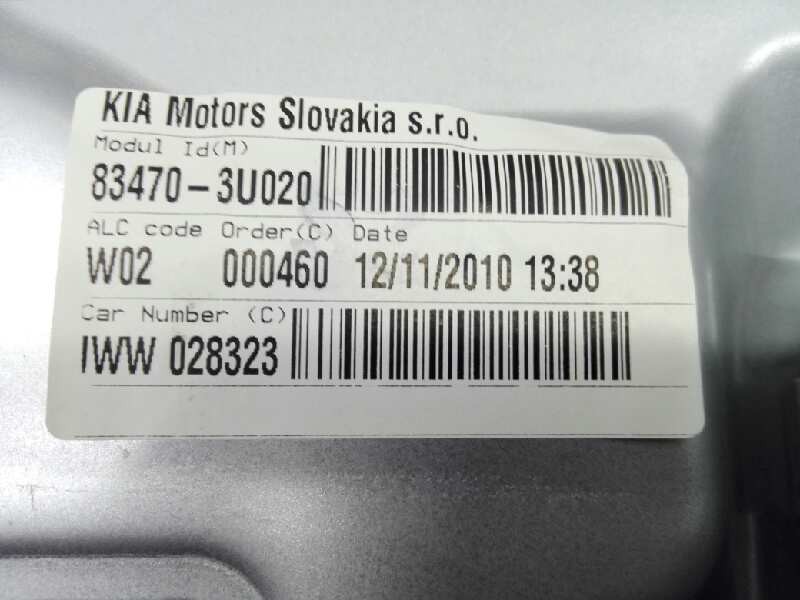 KIA Motors Slovakia s.r.o.
Modul Id(M)
83470-3U020
ALC code Order(C) Date
W02 000460 12/11/2010 13:38
Car Number (C)
IWW 028323